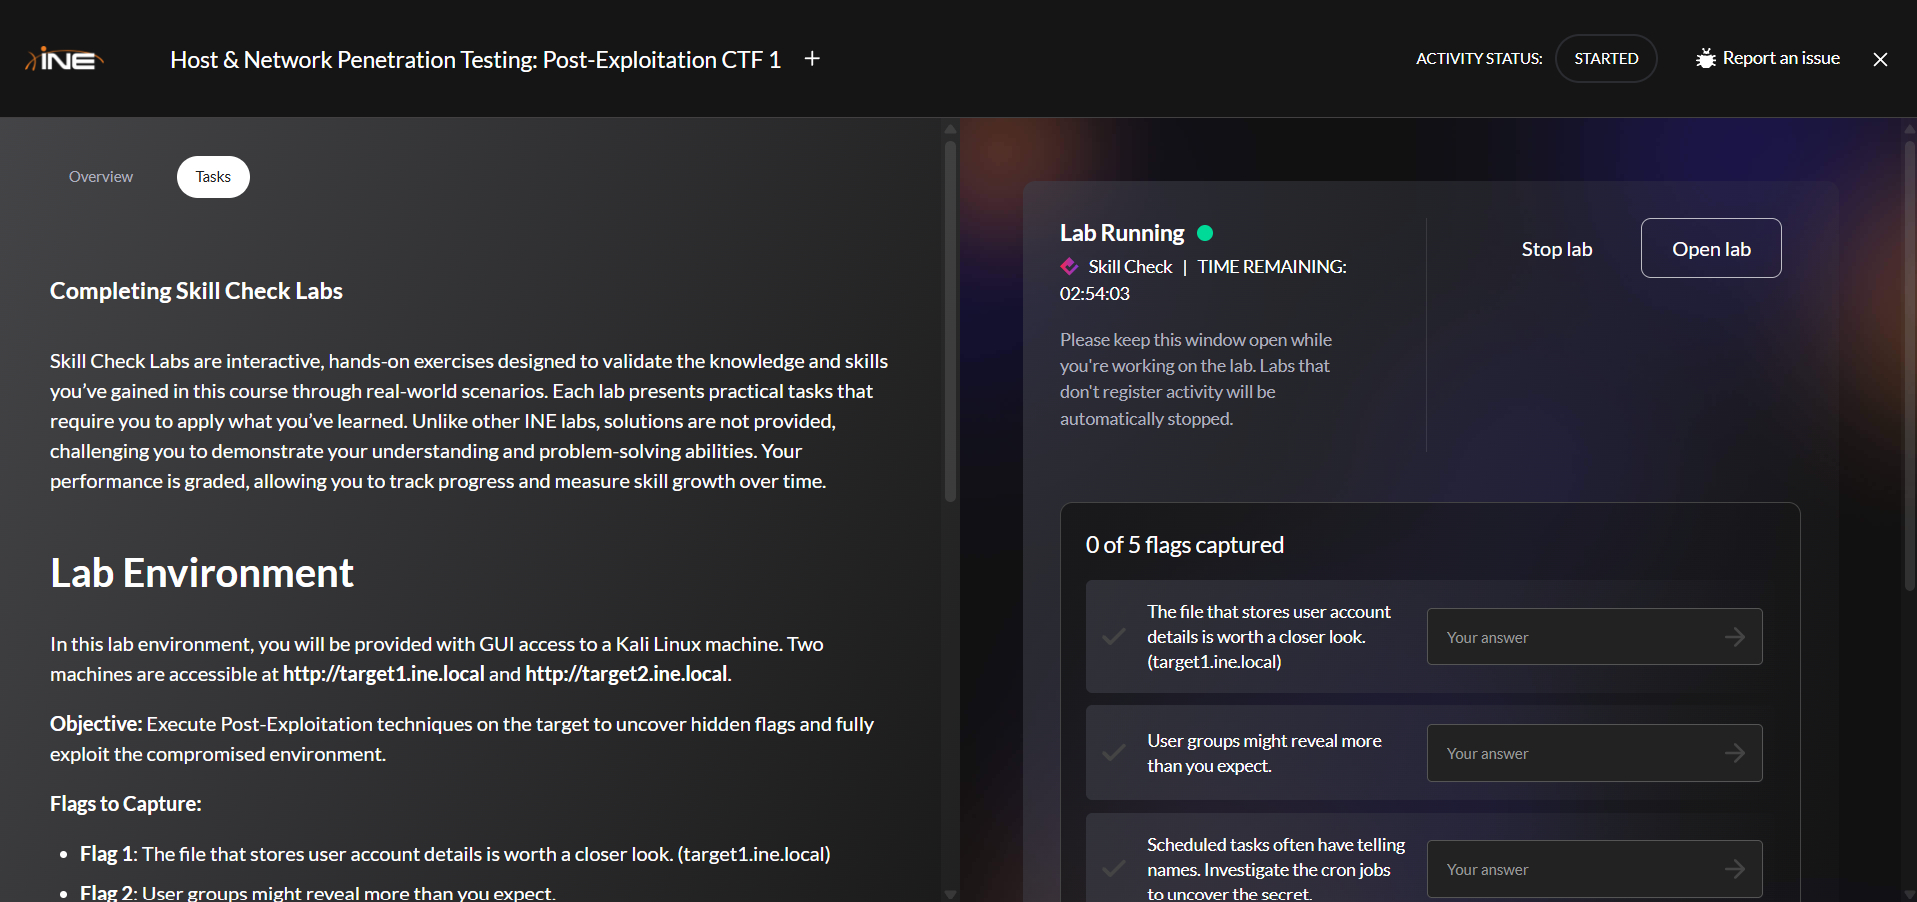 INE
Host & Network Penetration Testing: Post-Exploitation CTF 1 +
ACTIVITY STATUS: STARTED
Report an issue
Overview
Tasks
Completing Skill Check Labs
Skill Check Labs are interactive, hands-on exercises designed to validate the knowledge and skills
you’ve gained in this course through real-world scenarios. Each lab presents practical tasks that
require you to apply what you’ve learned. Unlike other INE labs, solutions are not provided,
challenging you to demonstrate your understanding and problem-solving abilities. Your
performance is graded, allowing you to track progress and measure skill growth over time.
Lab Environment
In this lab environment, you will be provided with GUI access to a Kali Linux machine. Two
machines are accessible at http://target1.ine.local and http://target2.ine.local.
Objective: Execute Post-Exploitation techniques on the target to uncover hidden flags and fully
exploit the compromised environment.
Flags to Capture:
• Flag 1: The file that stores user account details is worth a closer look. (target1.ine.local)
• Flag 2: User groups might reveal more than you expect.
Lab Running
Skill Check | TIME REMAINING:
02:54:03
Please keep this window open while
you're working on the lab. Labs that
don't register activity will be
automatically stopped.
Stop lab
Open lab
0 of 5 flags captured
The file that stores user account
details is worth a closer look.
(target1.ine.local)
Your answer
User groups might reveal more
than you expect.
Your answer
Scheduled tasks often have telling
names. Investigate the cron jobs
to uncover the secret.
Your answer